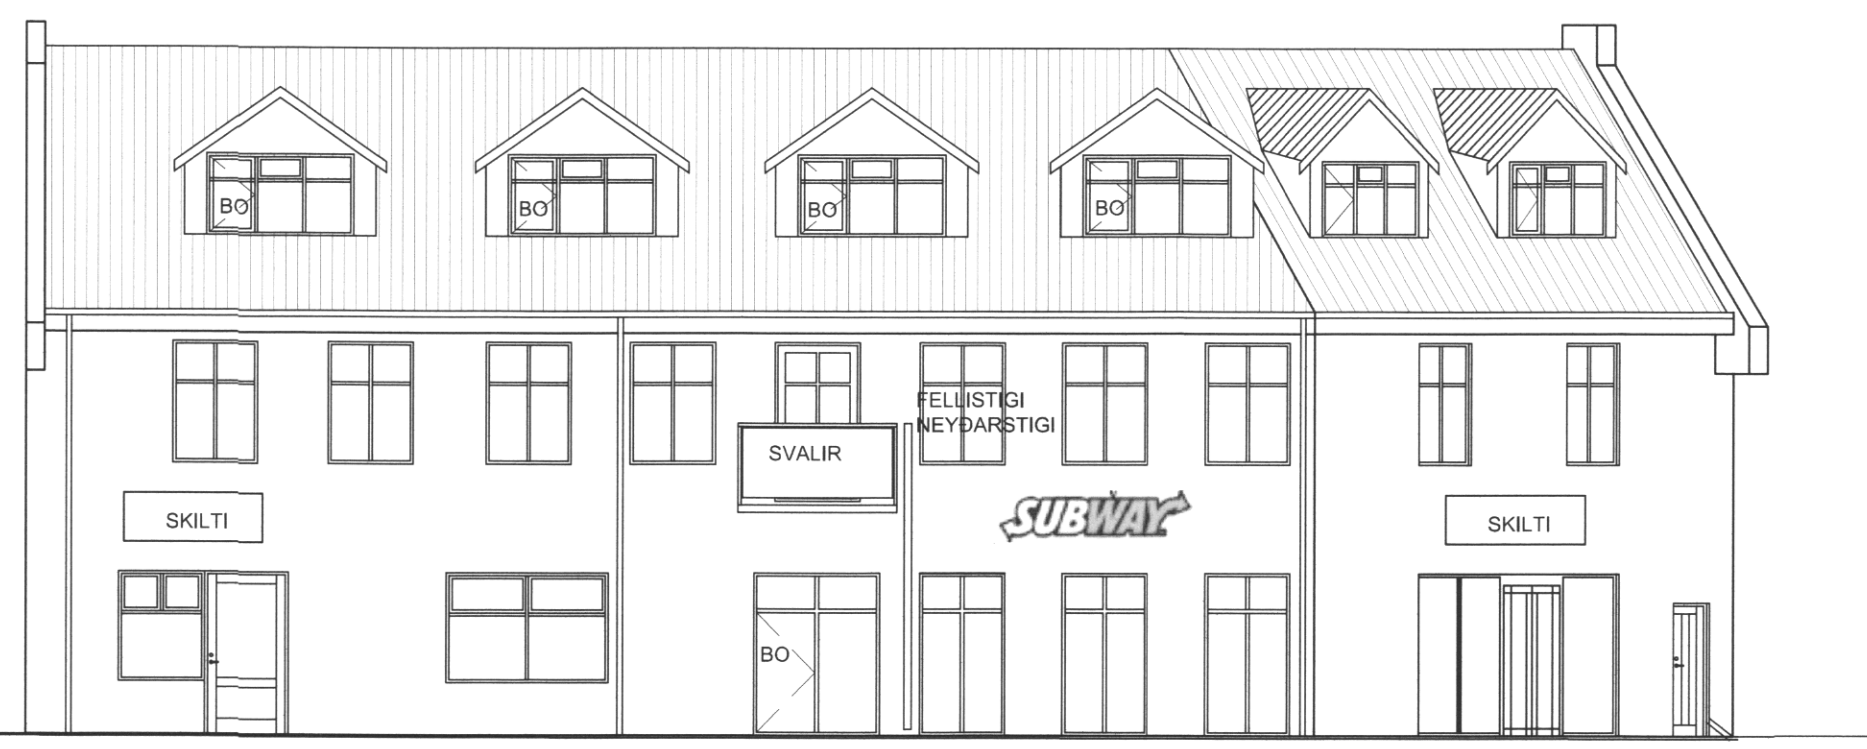 BO
BO
BO
BO
FELLISTIGI
NEYÐARSTIGI
SVALIR
SKILTI
SUBWAY
SKILTI
BO